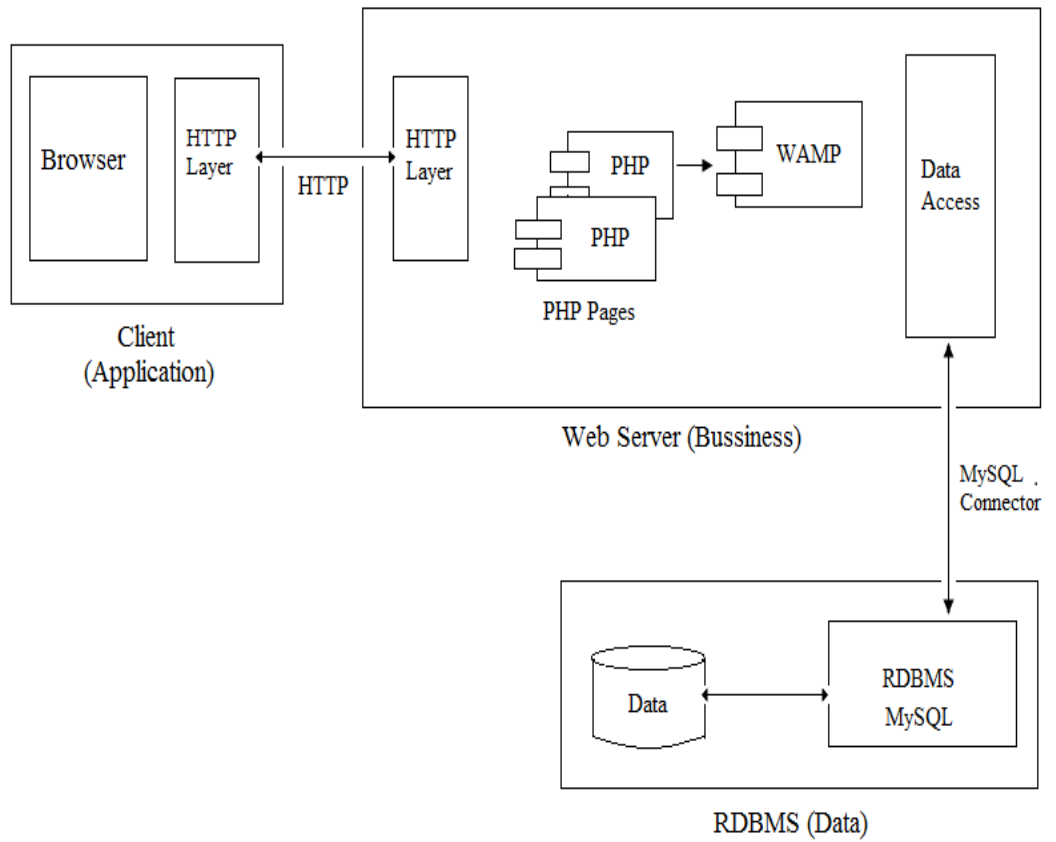 Browser
HTTP
Layer
HTTP
HTTP
Layer
PHP
PHP
PHP Pages
WAMP
Data
Access
Client
(Application)
Web Server (Bussiness)
MySQL .
Connector
Data
RDBMS
MySQL
RDBMS (Data)